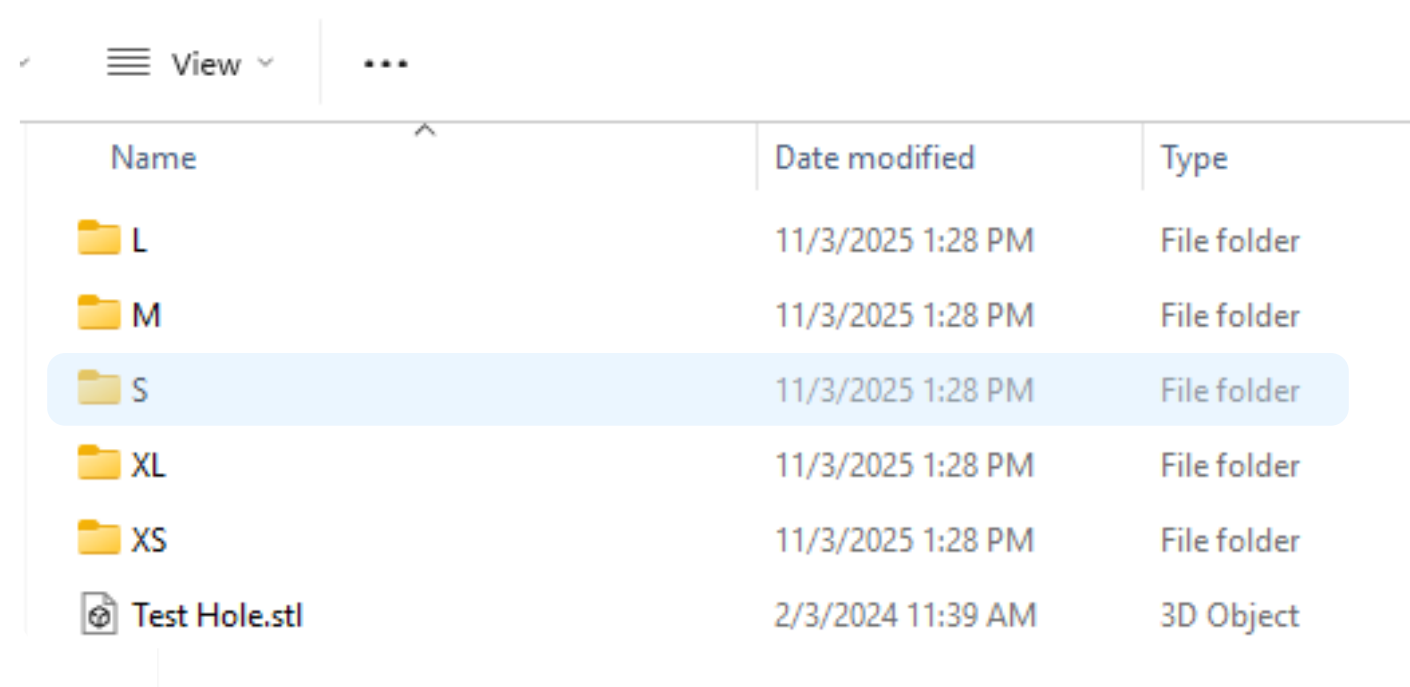 View
Name Date modified Type
L 11/3/2025 1:28 PM File folder
M 11/3/2025 1:28 PM File folder
S 11/3/2025 1:28 PM File folder
XL 11/3/2025 1:28 PM File folder
XS 11/3/2025 1:28 PM File folder
Test Hole.stl 2/3/2024 11:39 AM 3D Object